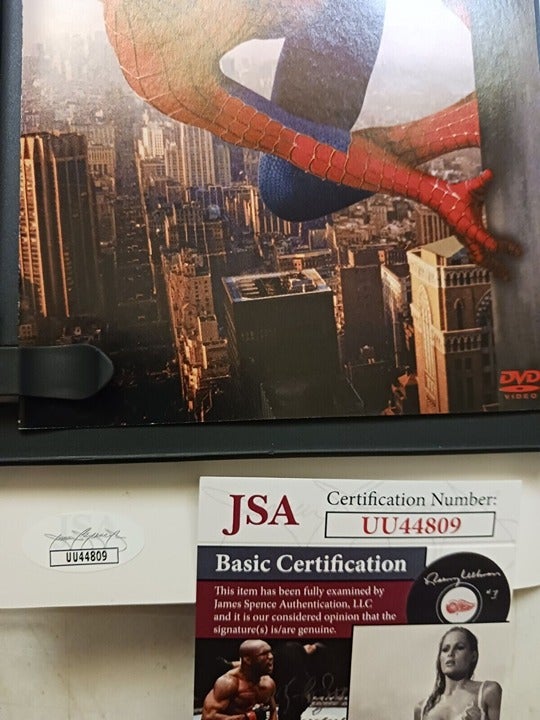 DVD
VIDEO
JSA
UU44809
JSA
Certification Number:
UU44809
Basic Certification
This item has been fully examined by
James Spence Authentication, LLC
and it is our considered opinion that the
signature(s) is/are genuine.